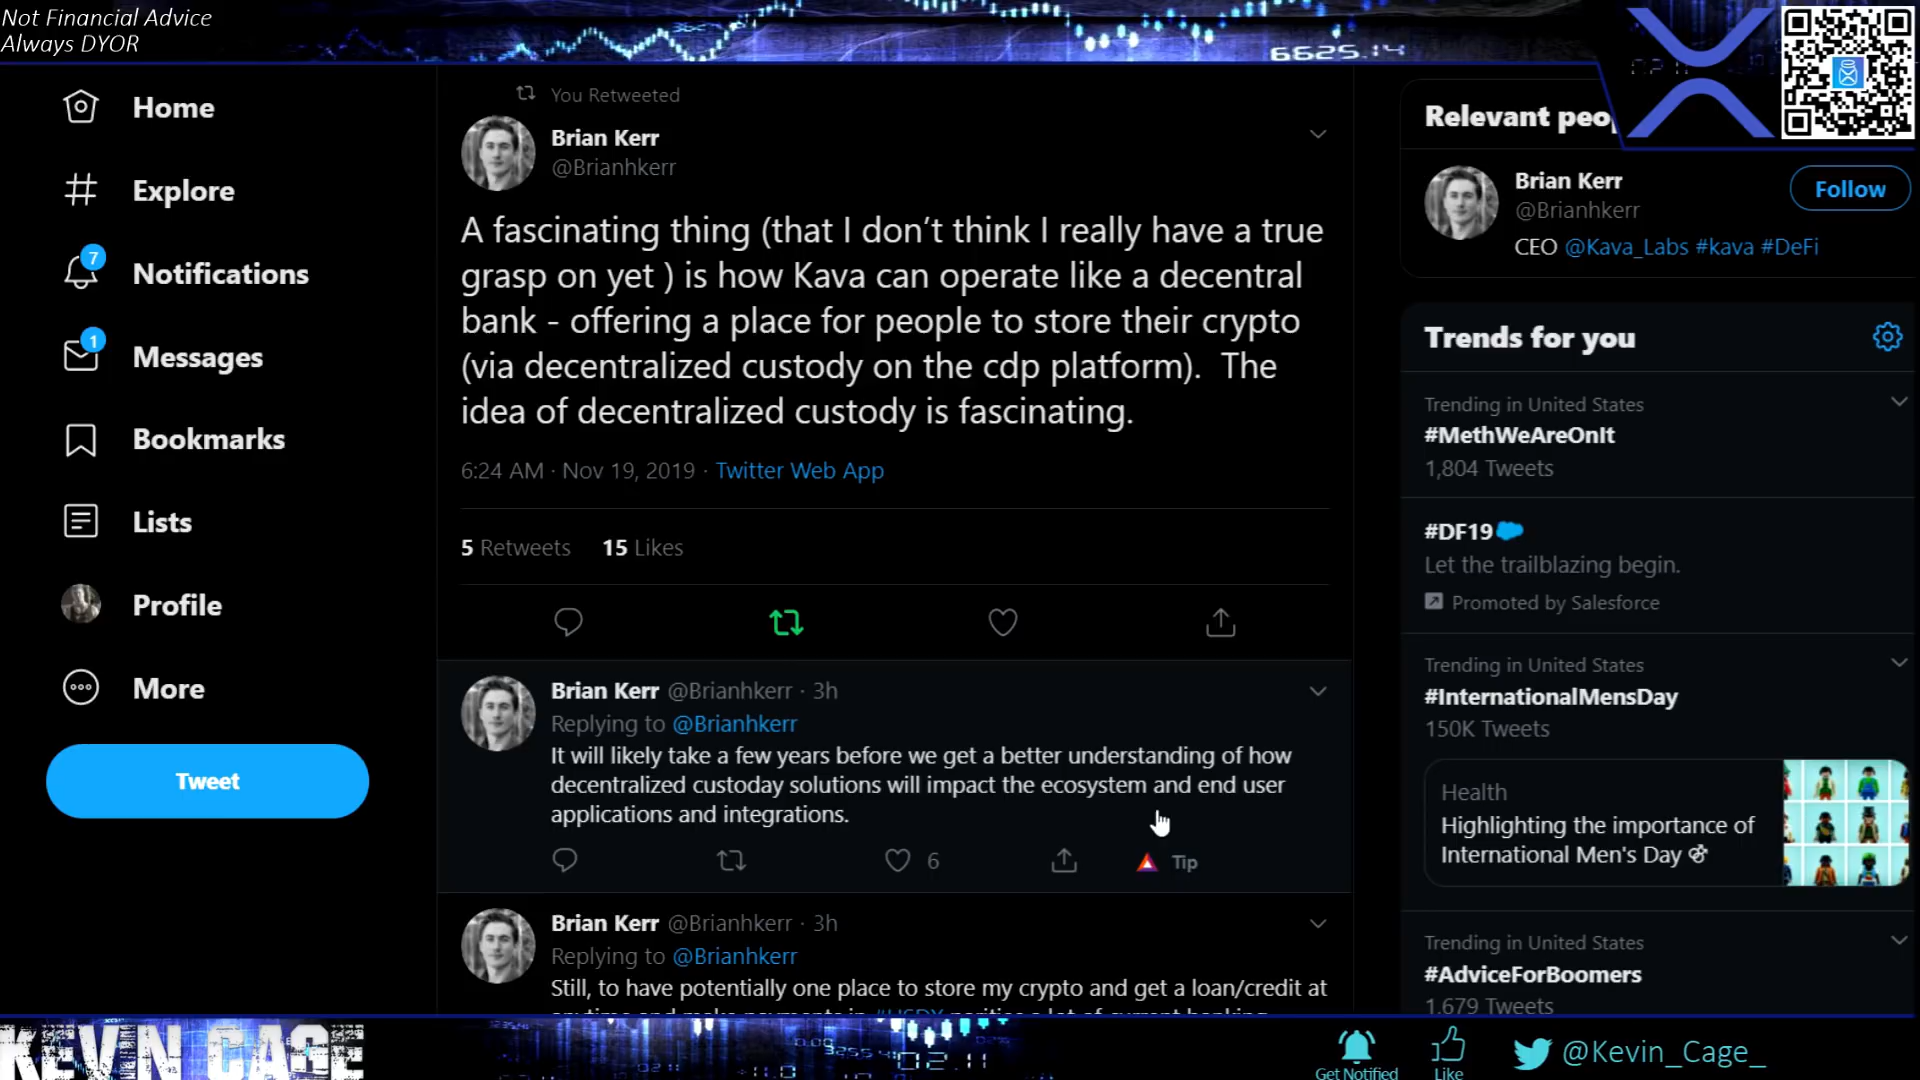 Not Financial Advice
Always DYOR
6625.14
Home
Explore
7
Notifications
1
Messages
Bookmarks
Lists
Profile
More
Tweet
You Retweeted
Brian Kerr
@Brianhkerr
A fascinating thing (that I don't think I really have a true
grasp on yet ) is how Kava can operate like a decentral
bank - offering a place for people to store their crypto
(via decentralized custody on the cdp platform). The
idea of decentralized custody is fascinating.
6:24 AM · Nov 19, 2019 · Twitter Web App
5 Retweets 15 Likes
Brian Kerr @Brianhkerr · 3h
Replying to @Brianhkerr
It will likely take a few years before we get a better understanding of how
decentralized custoday solutions will impact the ecosystem and end user
applications and integrations.
6
Tip
Brian Kerr @Brianhkerr · 3h
Replying to @Brianhkerr
Still, to have potentially one place to store my crypto and get a loan/credit at
Relevant
Brian Kerr
@Brianhkerr
Follow
CEO @Kava_Labs #kava #DeFi
Trends for you
Trending in United States
#MethWeAreOnIt
1,804 Tweets
#DF19
Let the trailblazing begin.
Promoted by Salesforce
Trending in United States
#InternationalMensDay
150K Tweets
Health
Highlighting the importance of
International Men's Day
Trending in United States
#AdviceForBoomers
1,679 Tweets
KEVIN CAGE
02.11
Get Notified
Like
@Kevin_Cage_